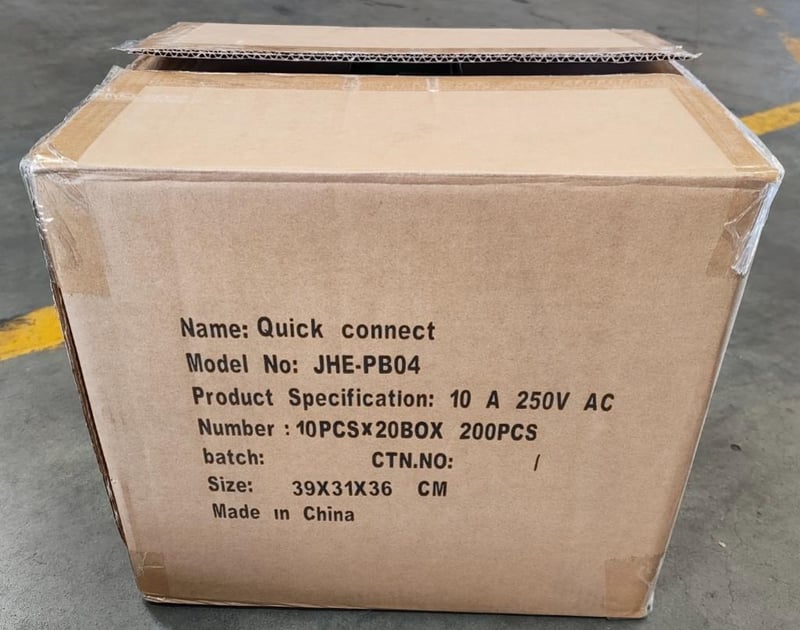 Name: Quick connect
Model No: JHE-PB04
Product Specification: 10 A 250V AC
Number : 10PCS×20BOX 200PCS
batch: CTN.NO: /
Size: 39X31X36 CM
Made in China